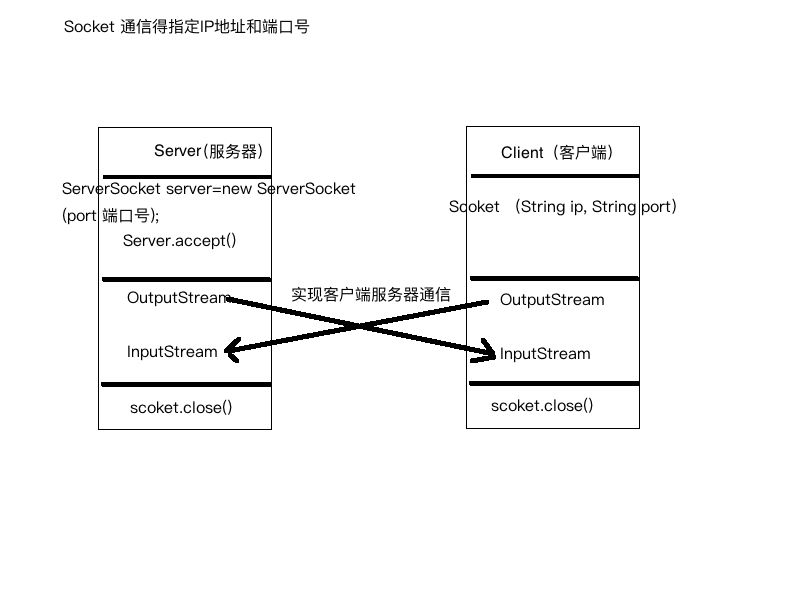 Socket 通信得指定IP地址和端口号
Server(服务器)
ServerSocket server=new ServerSocket
(port 端口号);
Server.accept()
OutputStream
InputStream
scoket.close()
实现客户端服务器通信
Client（客户端）
Scoket （String ip, String port）
OutputStream
InputStream
scoket.close()